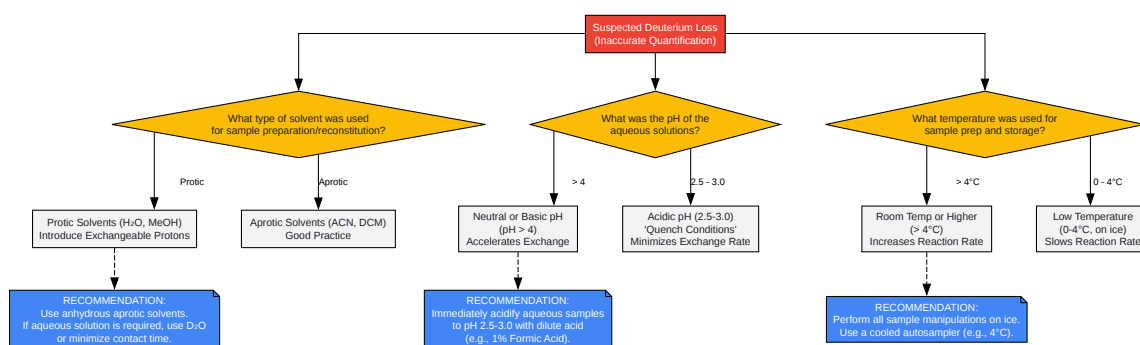 Suspected Deuterium Loss
(Inaccurate Quantification)
What type of solvent was used
for sample preparation/reconstitution?
What was the pH of the
aqueous solutions?
What temperature was used for
sample prep and storage?
Protic
Aprotic
> 4
2.5 - 3.0
> 4°C
0 - 4°C
Protic Solvents (H₂O, MeOH)
Introduce Exchangeable Protons
Aprotic Solvents (ACN, DCM)
Good Practice
Neutral or Basic pH
(pH > 4)
Accelerates Exchange
Acidic pH (2.5-3.0)
'Quench Conditions'
Minimizes Exchange Rate
Room Temp or Higher
(> 4°C)
Increases Reaction Rate
Low Temperature
(0-4°C, on ice)
Slows Reaction Rate
RECOMMENDATION:
Use anhydrous aprotic solvents.
If aqueous solution is required, use D₂O
or minimize contact time.
RECOMMENDATION:
Immediately acidify aqueous samples
to pH 2.5-3.0 with dilute acid
(e.g., 1% Formic Acid).
RECOMMENDATION:
Perform all sample manipulations on ice.
Use a cooled autosampler (e.g., 4°C).